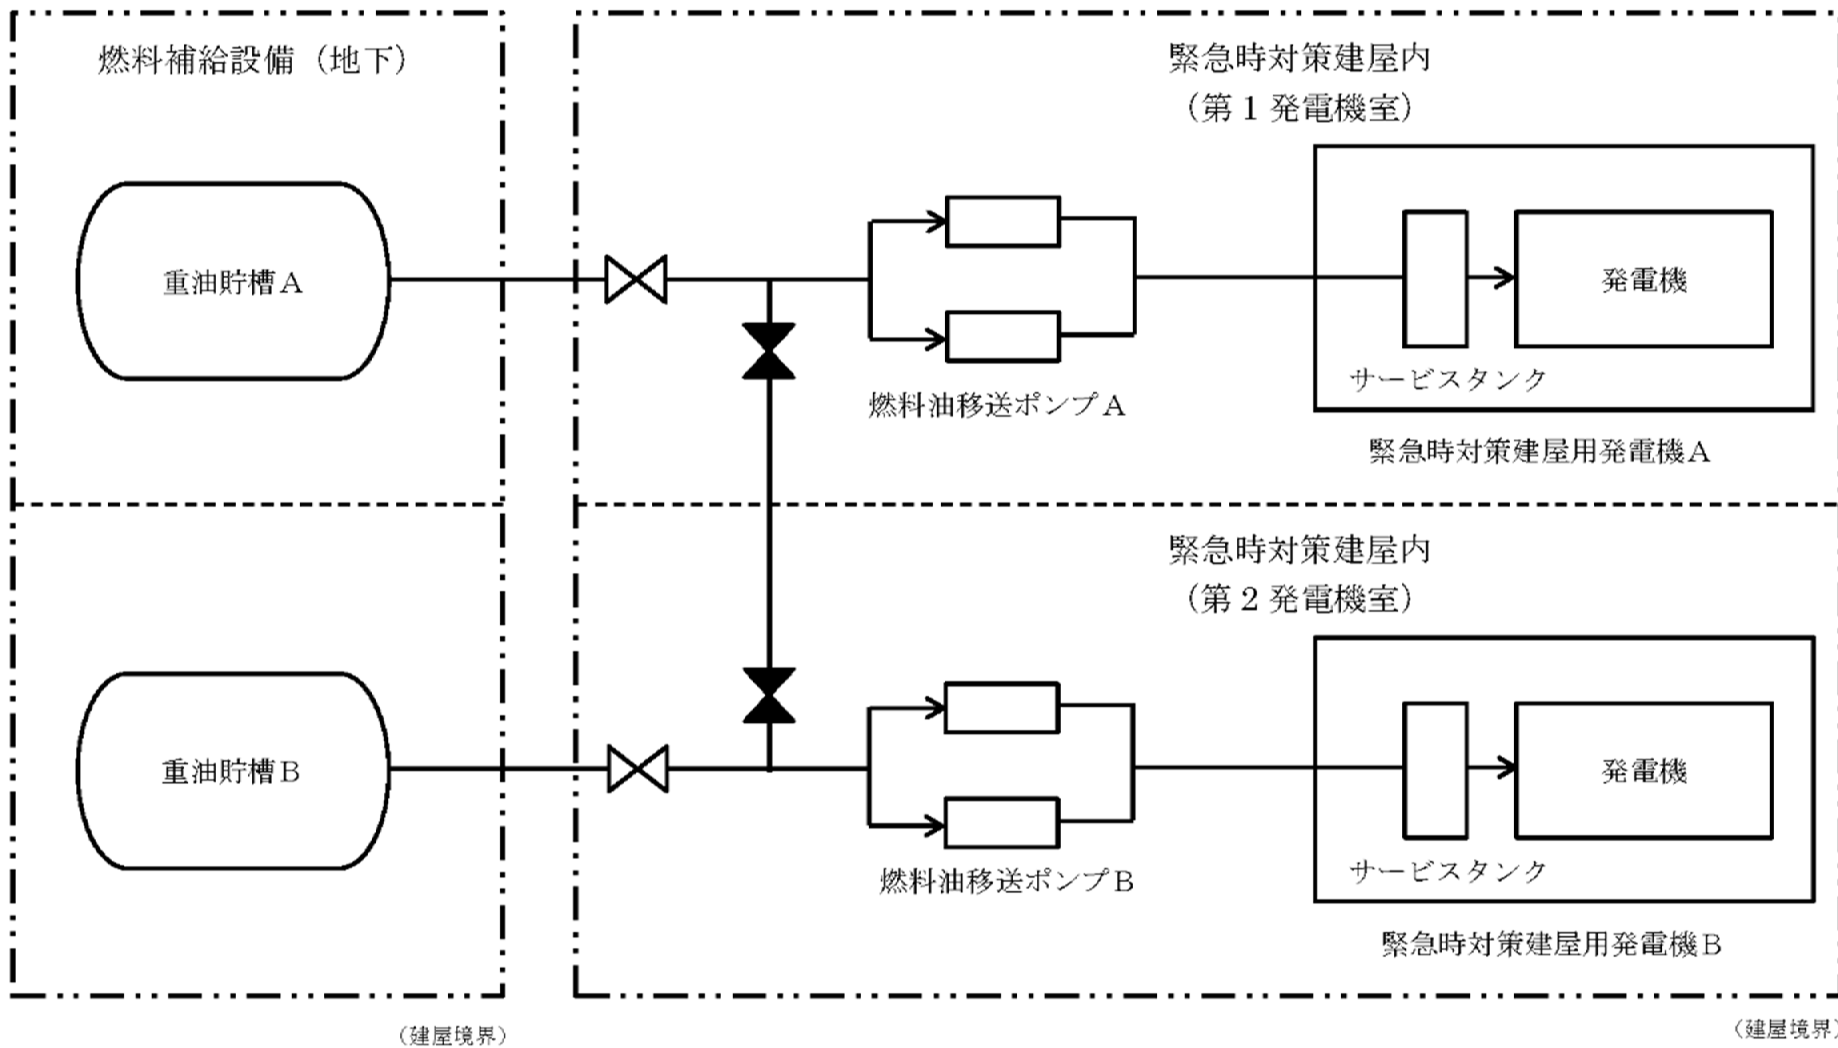 燃料補給設備（地下）
緊急時対策建屋内
（第１発電機室）
重油貯槽Ａ
発電機
サービスタンク
燃料油移送ポンプＡ
緊急時対策建屋用発電機Ａ
緊急時対策建屋内
（第２発電機室）
重油貯槽Ｂ
発電機
サービスタンク
燃料油移送ポンプＢ
緊急時対策建屋用発電機Ｂ
（建屋境界）
（建屋境界）